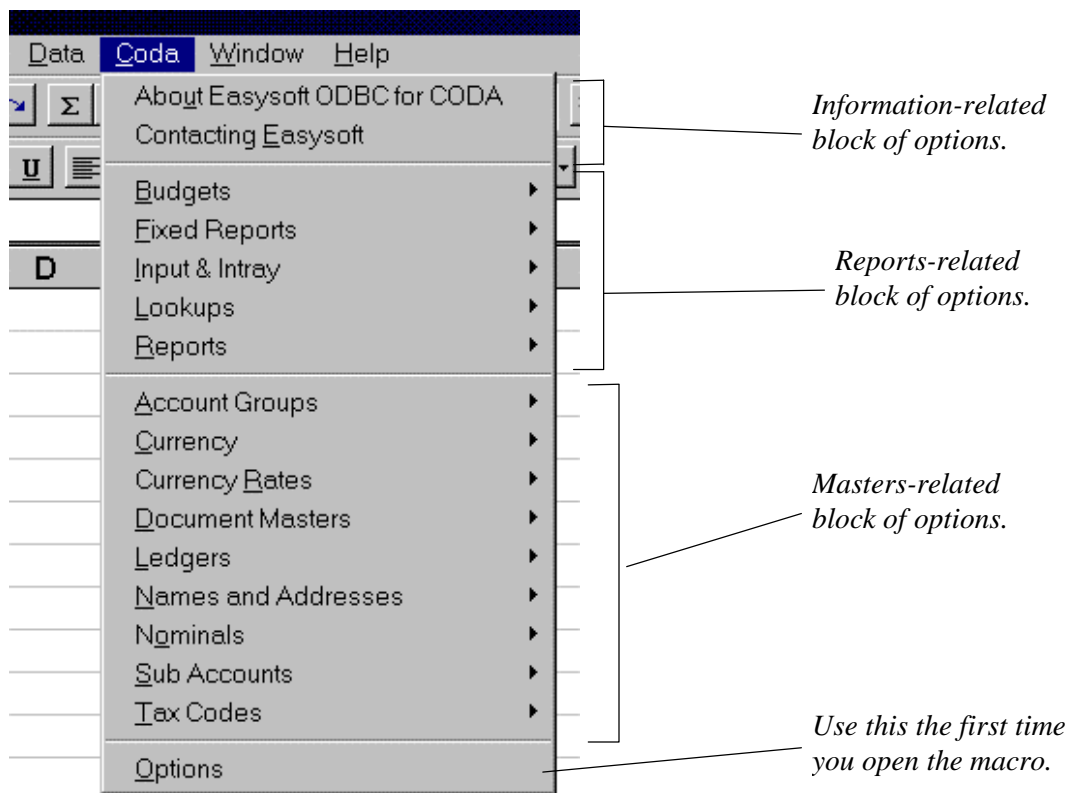 Data Coda Window Help
About Easysoft ODBC for CODA
Contacting Easysoft
Information-related
block of options.
Σ
U
Budgets
Fixed Reports
Input & Intray
Lookups
Reports
D
Reports-related
block of options.
Account Groups
Currency
Currency Rates
Document Masters
Ledgers
Names and Addresses
Nominals
Sub Accounts
Tax Codes
Masters-related
block of options.
Options
Use this the first time
you open the macro.